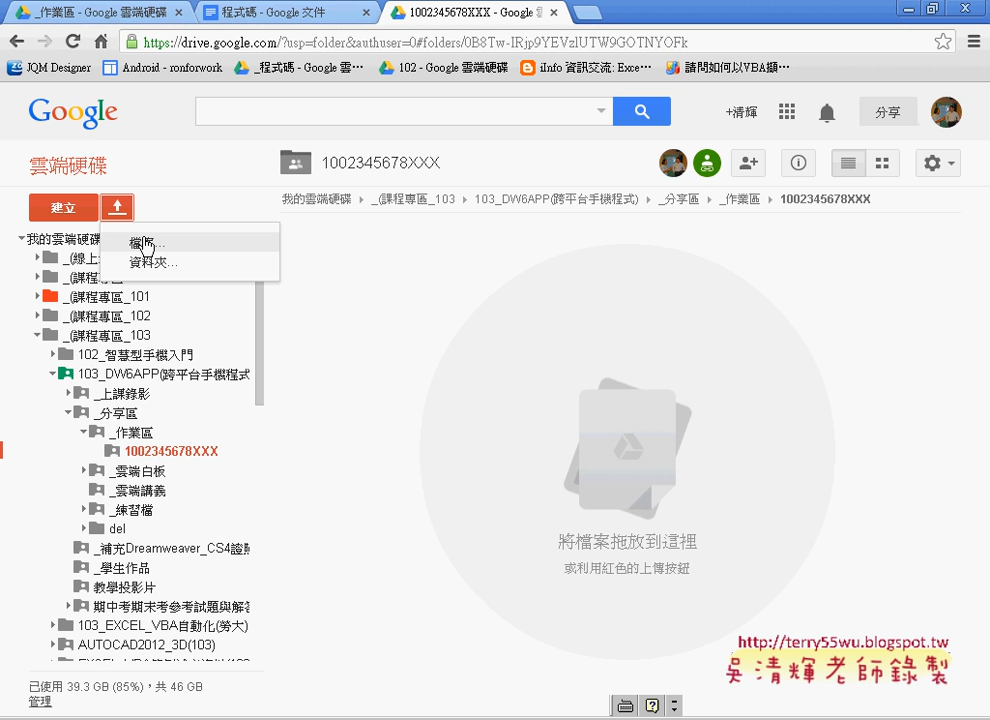 _作業區 - Google 雲端硬碟
程式碼 - Google 文件
1002345678XXX - Google
https://drive.google.com/?usp=folder&authuser=0#folders/0B8Tw-IRjp9YEVzlUTW9GOTNYOFk
JQM Designer
Android - ronforwork
_程式碼 - Google 雲…
102 - Google 雲端硬碟
iInfo 資訊交流: Exce…
請問如何以VBA擷…
Google
+清輝
分享
雲端硬碟
1002345678XXX
建立
我的雲端硬碟
_(課程專區_103
103_DW6APP(跨平台手機程式)
_分享區
_作業區
1002345678XXX
資料夾…
我的雲端硬碟
_(線上
_(課程
_(課程專區_101
_(課程專區_102
_(課程專區_103
102_智慧型手機入門
103_DW6APP(跨平台手機程式
_上課錄影
_分享區
_作業區
1002345678XXX
_雲端白板
_雲端講義
_練習檔
del
_補充Dreamweaver_CS4證照
_學生作品
教學投影片
期中考期末考參考試題與解答
103_EXCEL_VBA自動化(勞大)
AUTOCAD2012_3D(103)
將檔案拖放到這裡
或利用紅色的上傳按鈕
已使用 39.3 GB (85%),共 46 GB
管理
http://terry55wu.blogspot.tw
吳清輝老師錄製